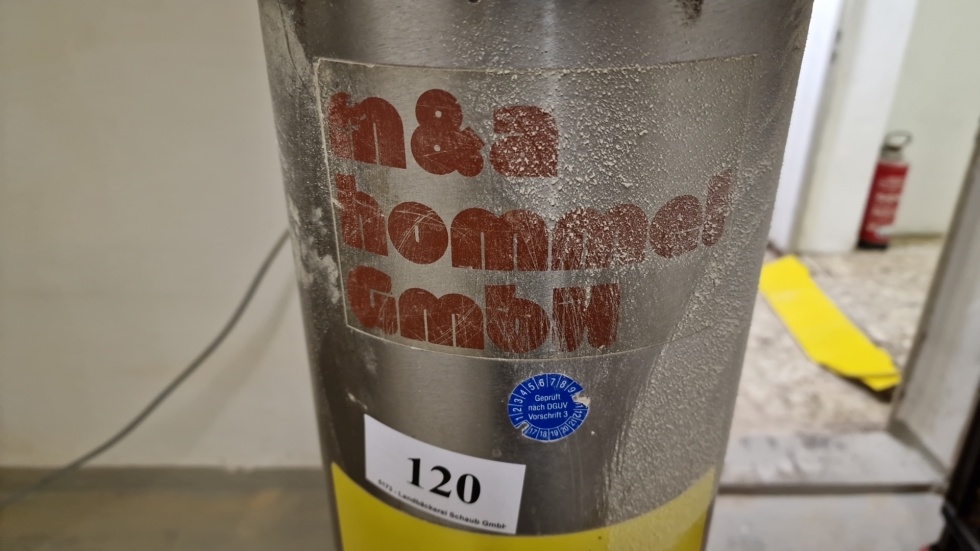 n&a
hommel
GmbH
1 2 3 4 5 6 7 8 9
Geprüft
nach DGUV
Vorschrift 3
17 18 19 20 21
120
- Landbäckerei Schaub GmbH